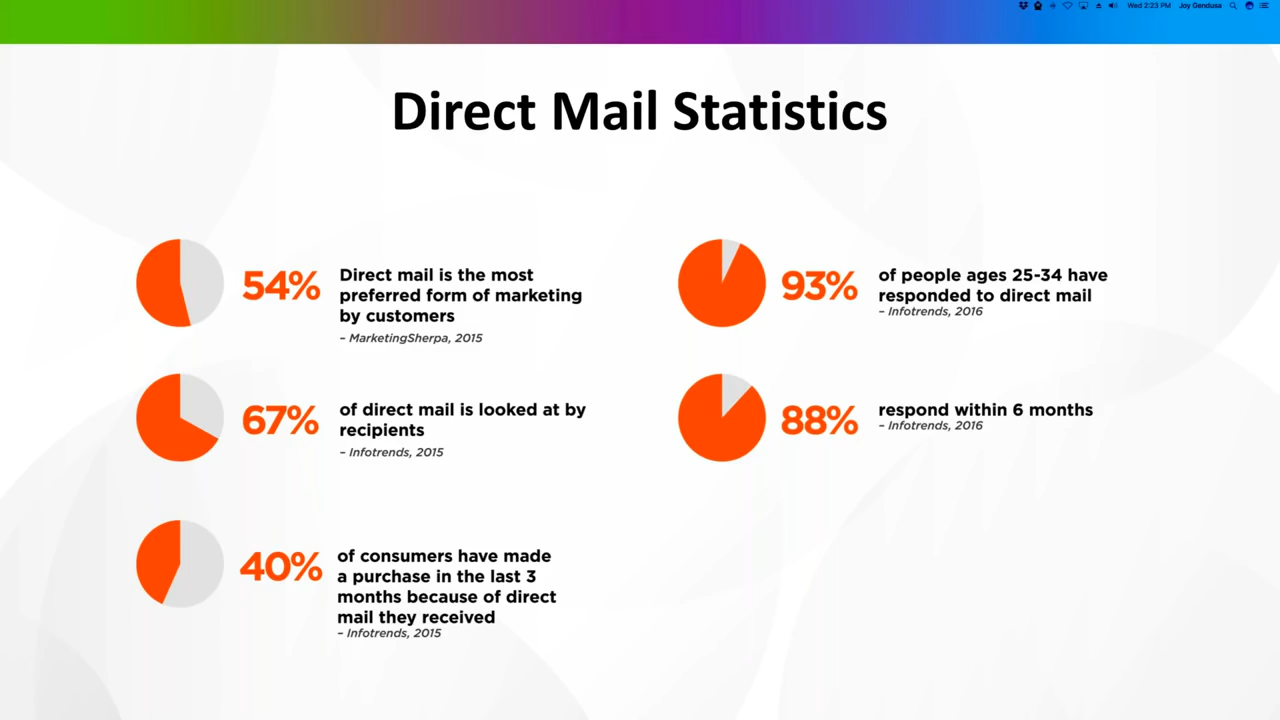 Wed 2:23 PM Joy Gendusa
Direct Mail Statistics
54%
Direct mail is the most
preferred form of marketing
by customers
– MarketingSherpa, 2015
67%
of direct mail is looked at by
recipients
– Infotrends, 2015
40%
of consumers have made
a purchase in the last 3
months because of direct
mail they received
– Infotrends, 2015
93%
of people ages 25-34 have
responded to direct mail
– Infotrends, 2016
88%
respond within 6 months
– Infotrends, 2016